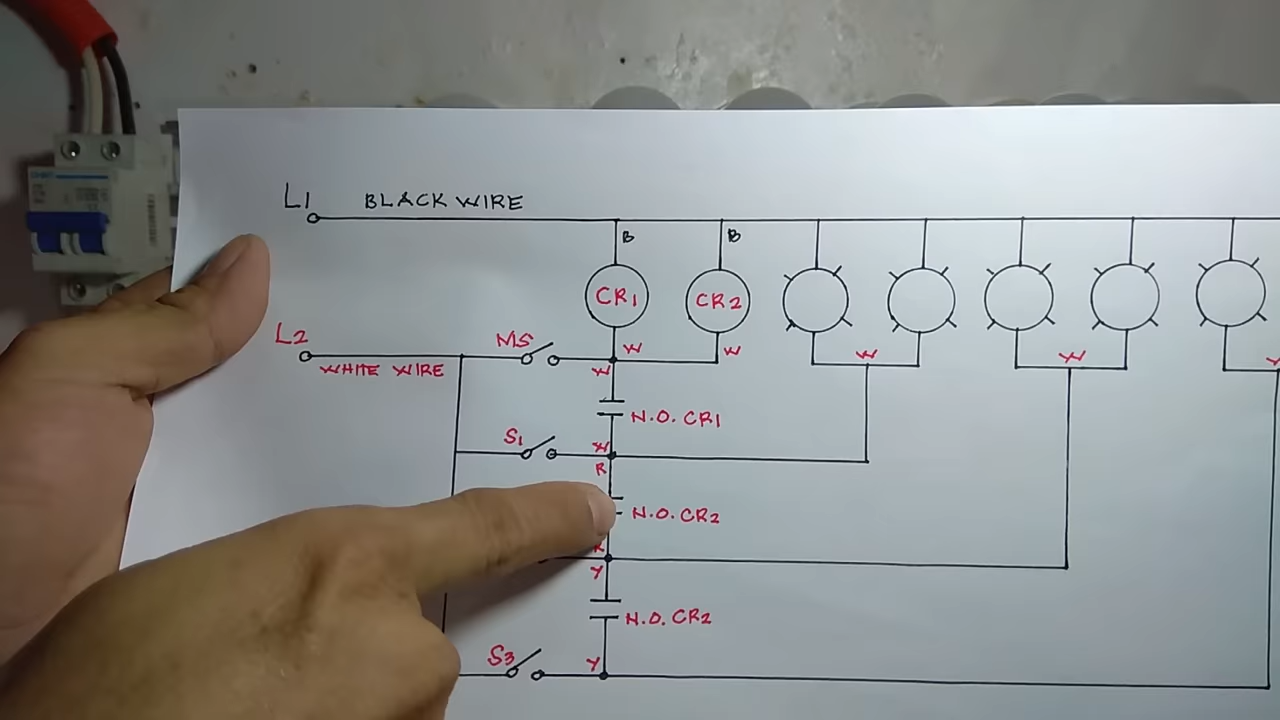 L1 BLACK WIRE
B B
CR1 CR2
L2 MS W W
WHITE WIRE W W W
N.O. CR1
S1 W
R
N.O. CR2
Y
N.O. CR2
S3 Y